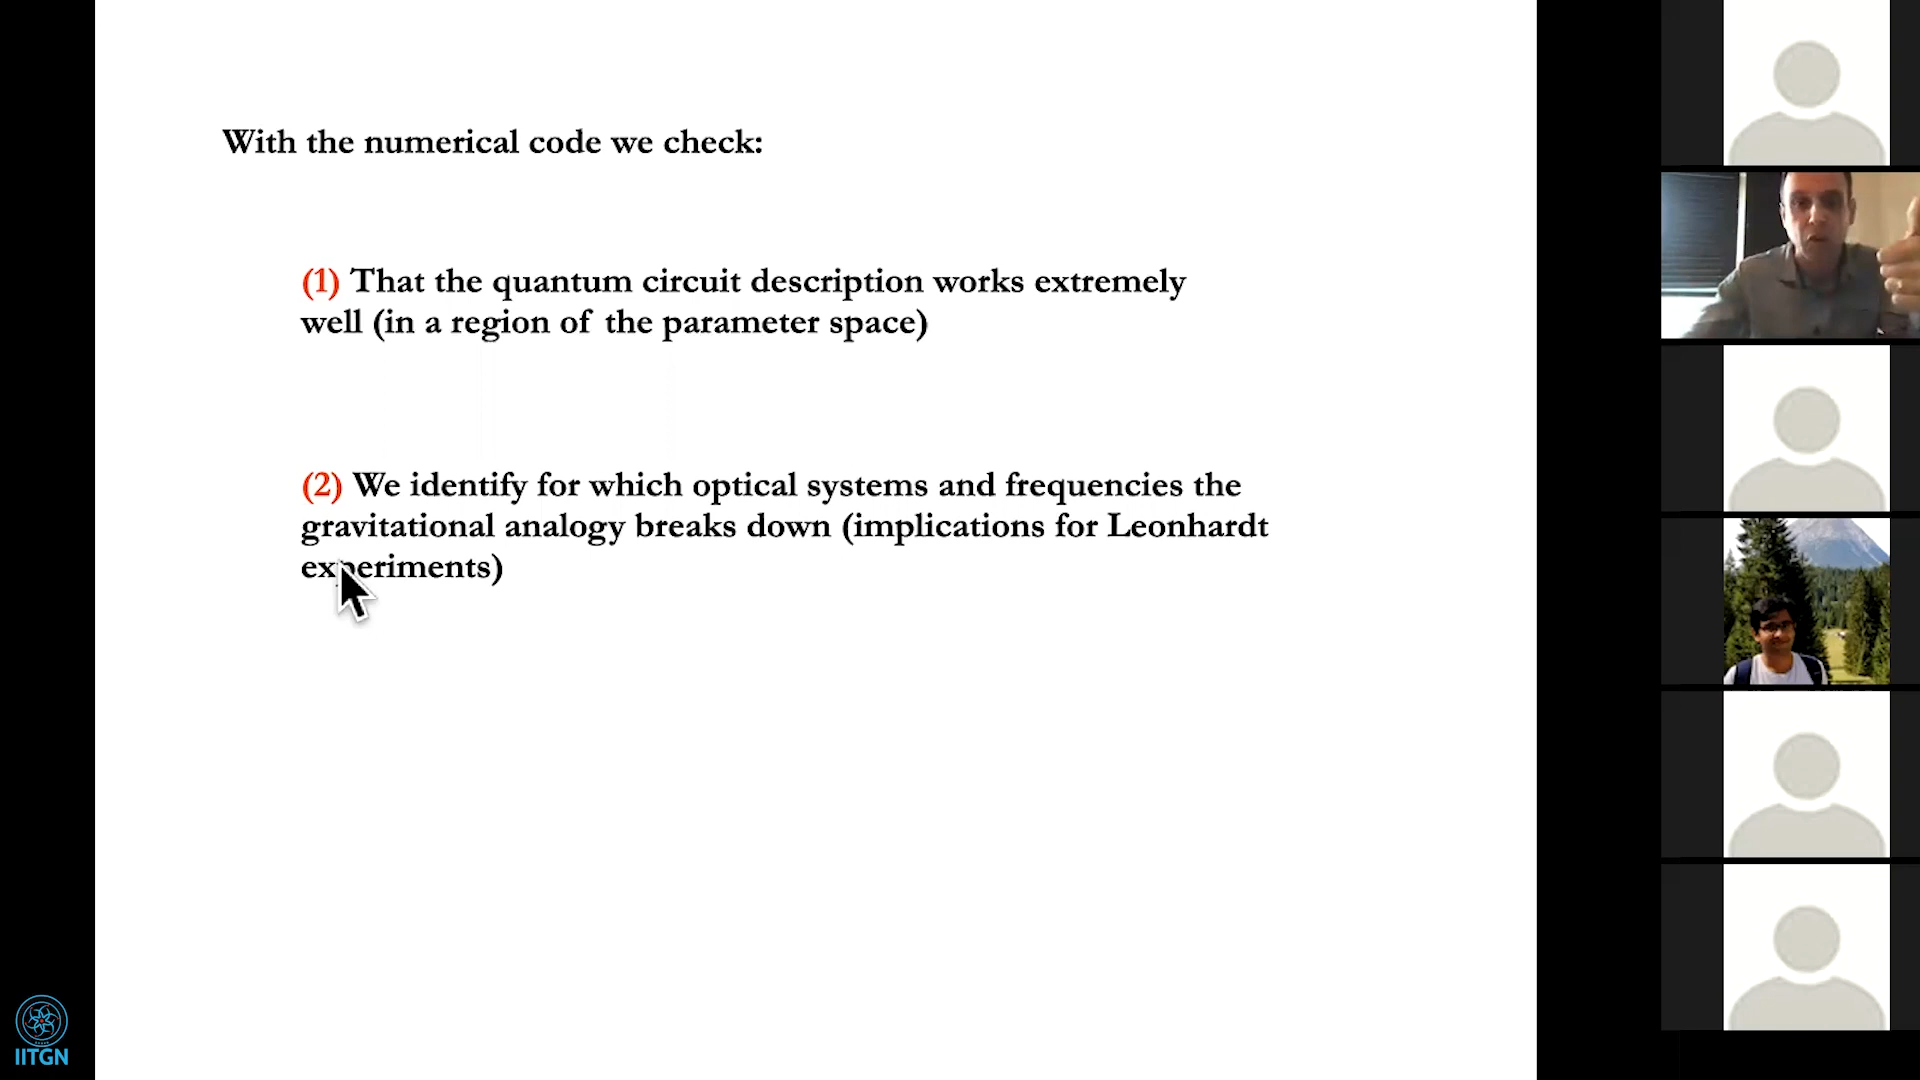 With the numerical code we check:
(1) That the quantum circuit description works extremely
well (in a region of the parameter space)
(2) We identify for which optical systems and frequencies the
gravitational analogy breaks down (implications for Leonhardt
experiments)
IITGN